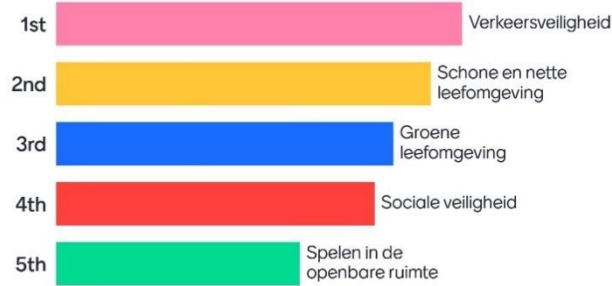 1st Verkeersveiligheid
2nd Schone en nette
leefomgeving
3rd Groene
leefomgeving
4th Sociale veiligheid
5th Spelen in de
openbare ruimte